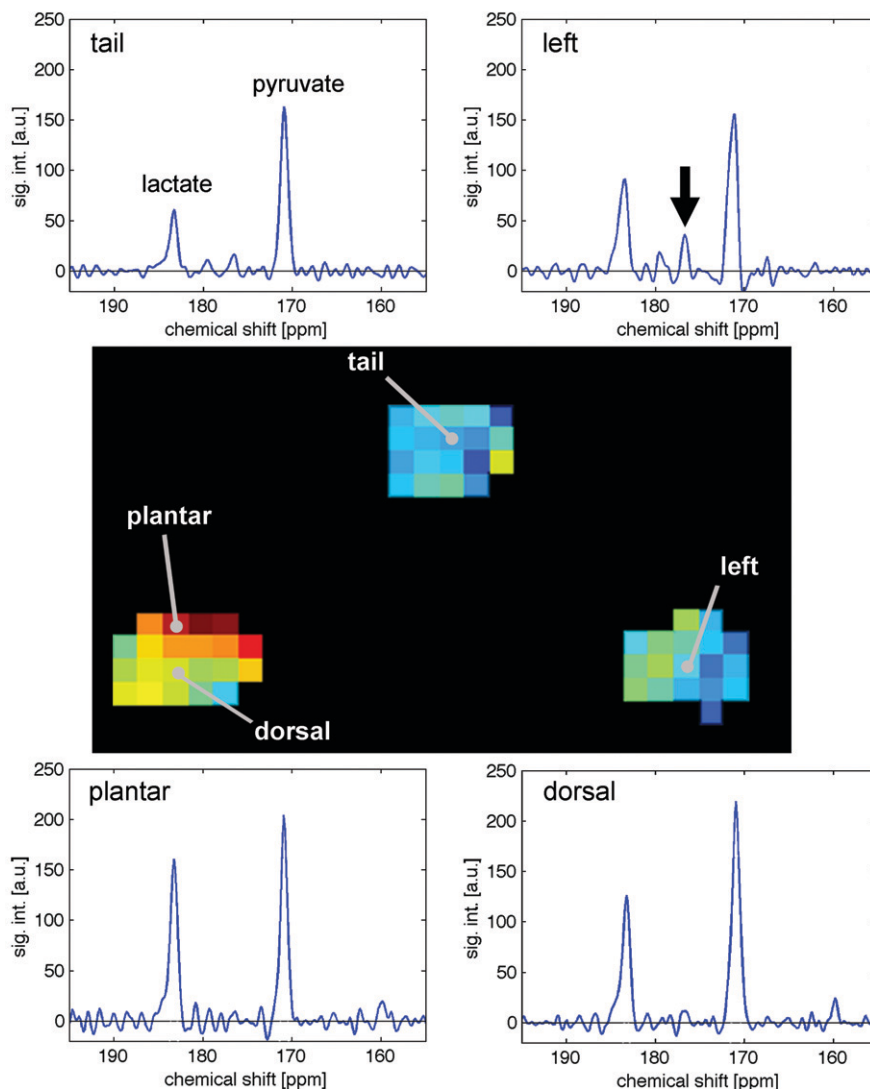 tail
pyruvate
lactate
sig. int. [a.u.]
250
200
150
100
50
0
190
180
170
160
chemical shift [ppm]
left
sig. int. [a.u.]
250
200
150
100
50
0
190
180
170
160
chemical shift [ppm]
tail
plantar
left
dorsal
plantar
sig. int. [a.u.]
250
200
150
100
50
0
190
180
170
160
chemical shift [ppm]
dorsal
sig. int. [a.u.]
250
200
150
100
50
0
190
180
170
160
chemical shift [ppm]